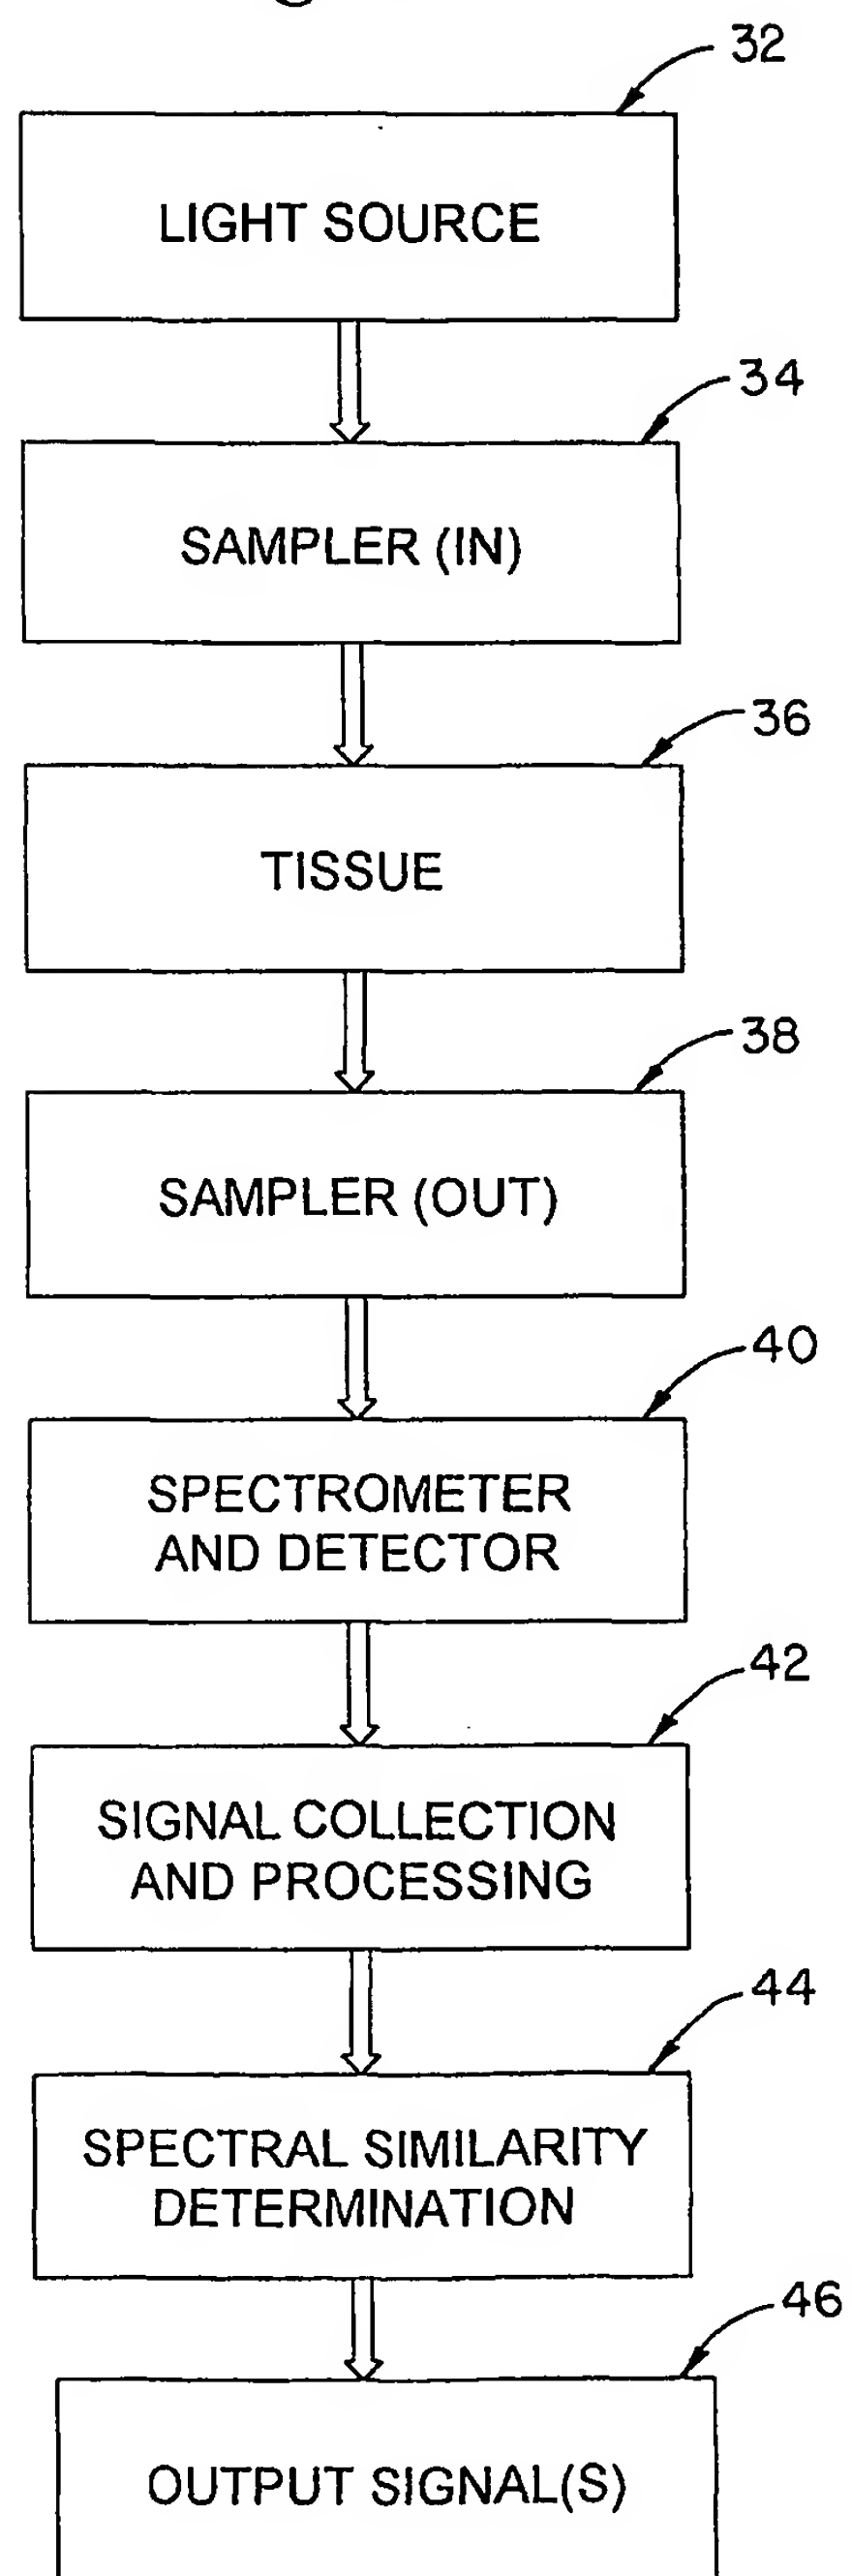 32
LIGHT SOURCE
34
SAMPLER (IN)
36
TISSUE
38
SAMPLER (OUT)
40
SPECTROMETER
AND DETECTOR
42
SIGNAL COLLECTION
AND PROCESSING
44
SPECTRAL SIMILARITY
DETERMINATION
46
OUTPUT SIGNAL(S)